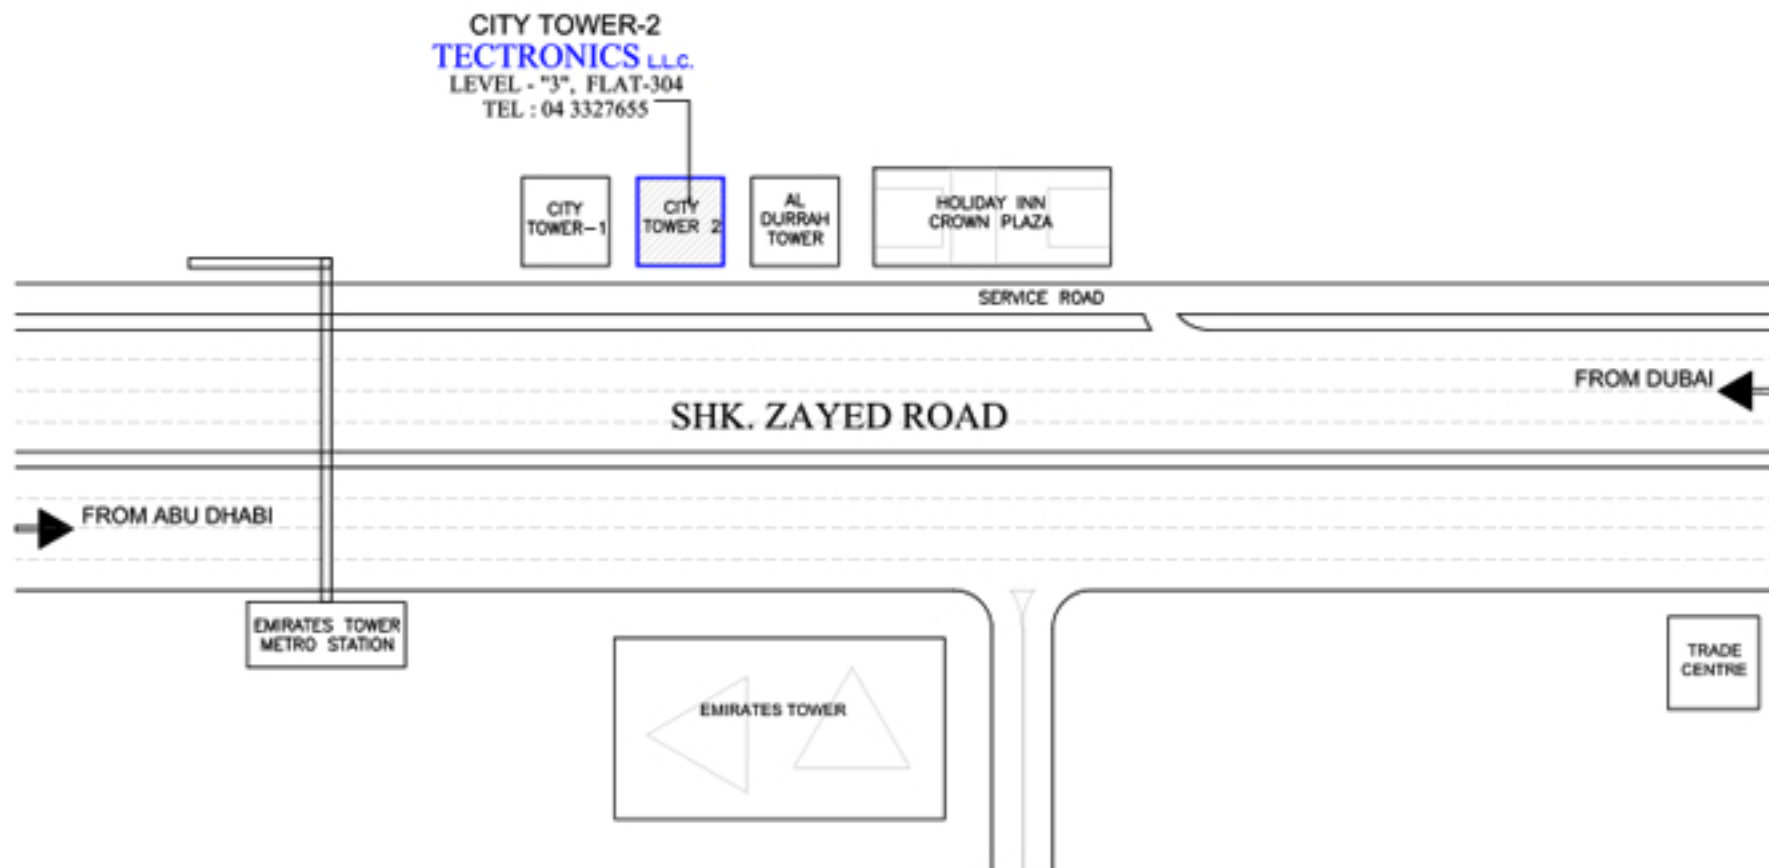 CITY TOWER-2
TECTRONICS L.L.C.
LEVEL - "3", FLAT-304
TEL : 04 3327655
CITY
TOWER-1
CITY
TOWER 2
AL
DURRAH
TOWER
HOLIDAY INN
CROWN PLAZA
SERVICE ROAD
FROM DUBAI
SHK. ZAYED ROAD
FROM ABU DHABI
EMIRATES TOWER
METRO STATION
EMIRATES TOWER
TRADE
CENTRE